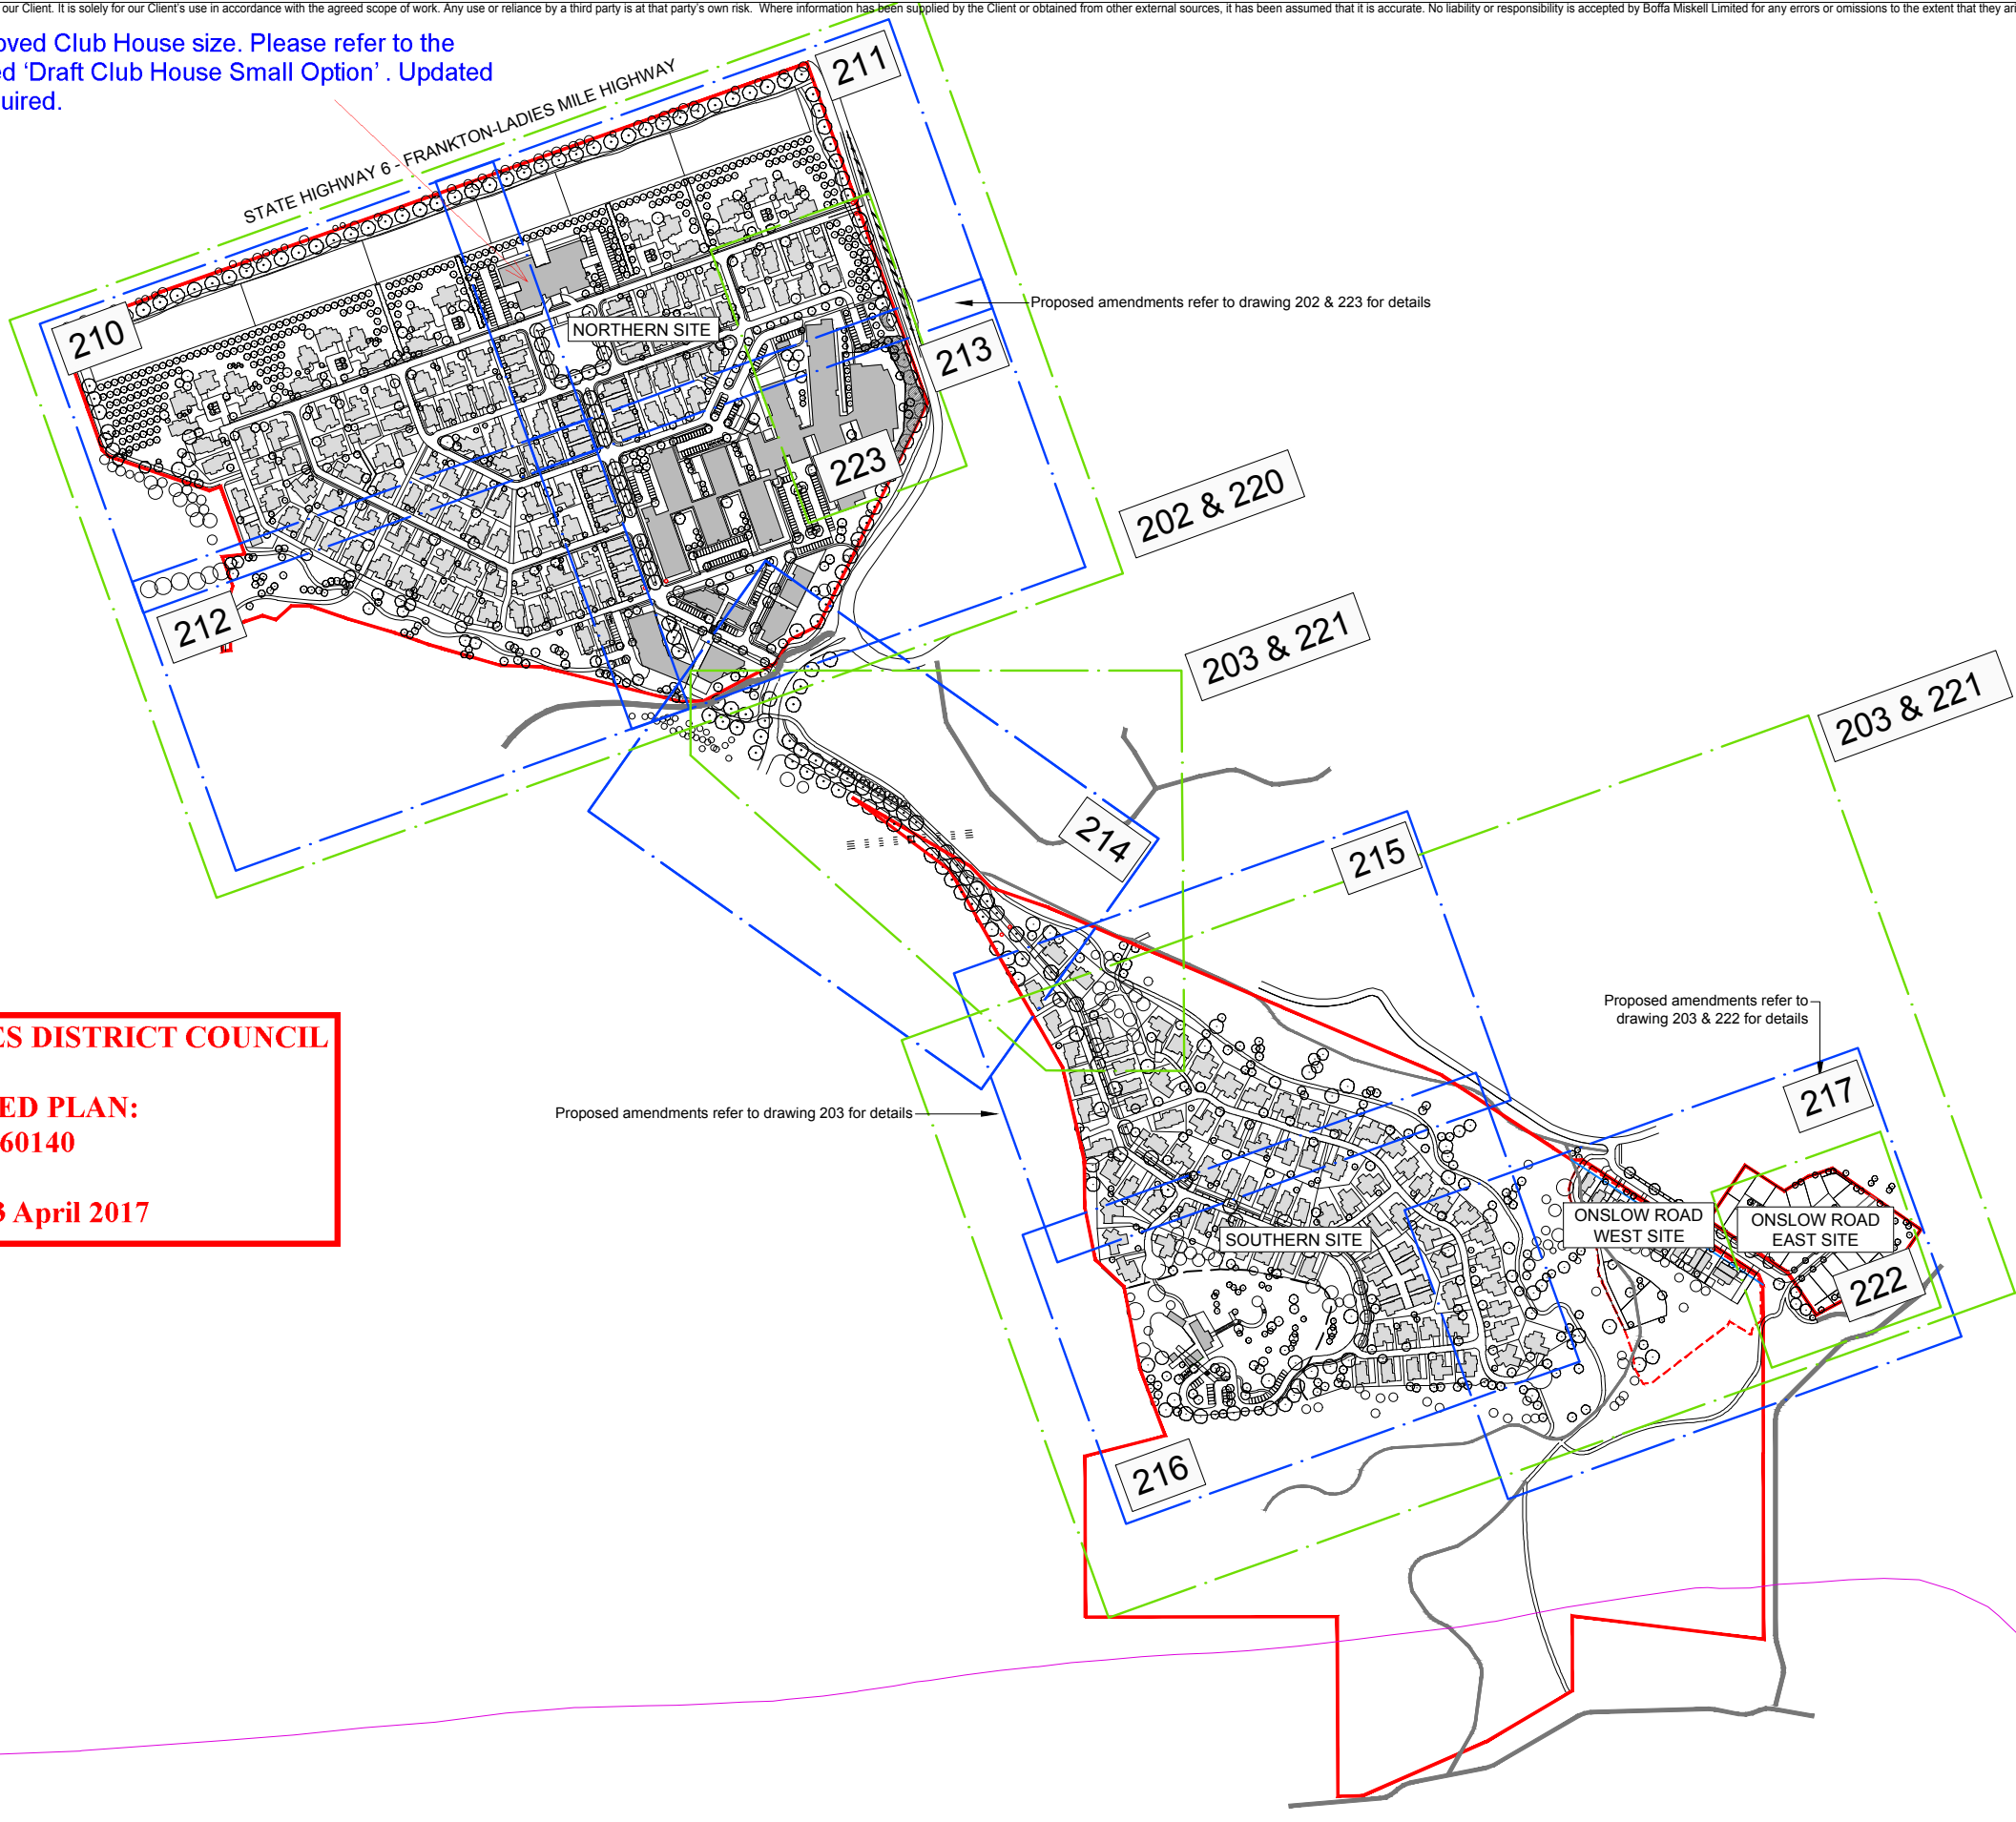 our Client. It is solely for our Client's use in accordance with the agreed scope of work. Any use or reliance by a third party is at that party's own risk. Where information has been supplied by the Client or obtained from other external sources, it has been assumed that it is accurate. No liability or responsibility is accepted by Boffa Miskell Limited for any errors or omissions to the extent that they
oved Club House size. Please refer to the
ed ‘Draft Club House Small Option’ . Updated
uired.
STATE HIGHWAY 6 - FRANKTON-LADIES MILE HIGHWAY
211
210
NORTHERN SITE
Proposed amendments refer to drawing 202 & 223 for details
213
223
202 & 220
212
203 & 221
203 & 221
214
215
ES DISTRICT COUNCIL
ED PLAN:
60140
3 April 2017
Proposed amendments refer to
drawing 203 & 222 for details
217
Proposed amendments refer to drawing 203 for details
ONSLOW ROAD
WEST SITE
ONSLOW ROAD
EAST SITE
SOUTHERN SITE
222
216